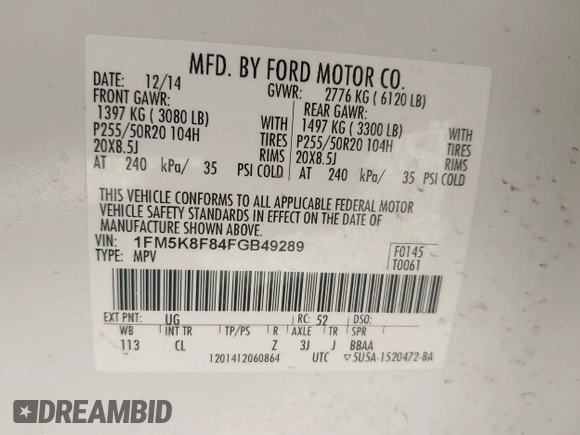 MFD. BY FORD MOTOR CO.
DATE: 12/14 GVWR: 2776 KG ( 6120 LB)
FRONT GAWR: REAR GAWR:
1397 KG ( 3080 LB) WITH 1497 KG ( 3300 LB) WITH
P255/50R20 104H TIRES P255/50R20 104H TIRES
20X8.5J RIMS 20X8.5J RIMS
AT 240 kPa/ 35 PSI COLD AT 240 kPa/ 35 PSI COLD
THIS VEHICLE CONFORMS TO ALL APPLICABLE FEDERAL MOTOR
VEHICLE SAFETY STANDARDS IN EFFECT ON THE DATE OF
MANUFACTURE SHOWN ABOVE.
VIN: 1FM5K8F84FGB49289 F0145
TYPE: MPV T0061
EXT PNT: UG RC: 52 DSO:
WB INT TR TP/PS R AXLE TR SPR
113 CL Z 3J J BBAA
1201412060864 UTC ▽5U5A-1520472-BA
DREAMBID